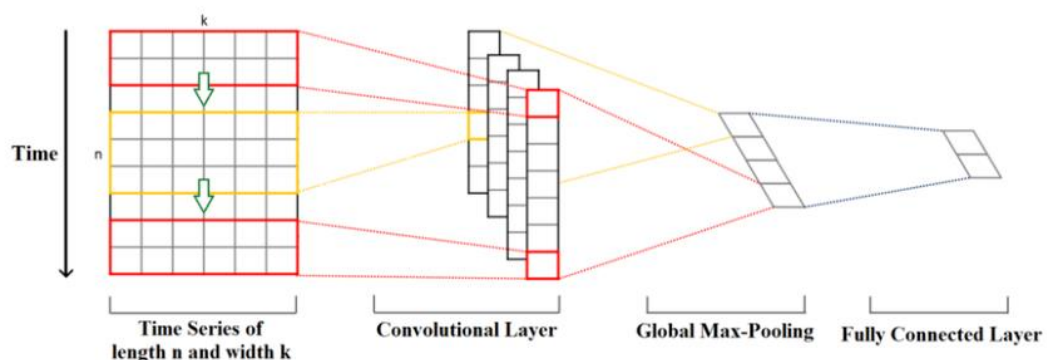 k
Time
n
Time Series of
length n and width k
Convolutional Layer
Global Max-Pooling
Fully Connected Layer